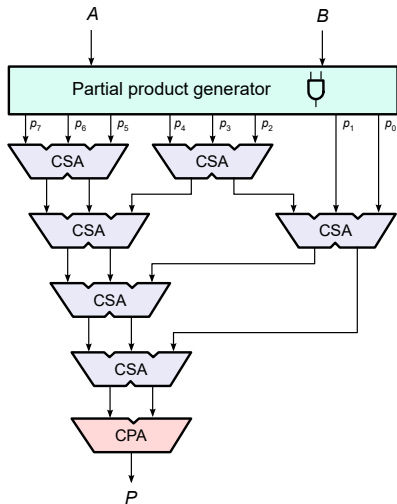 A B
Partial product generator
p7 p6 p5 p4 p3 p2 p1 p0
CSA CSA
CSA CSA
CSA
CSA
CPA
P